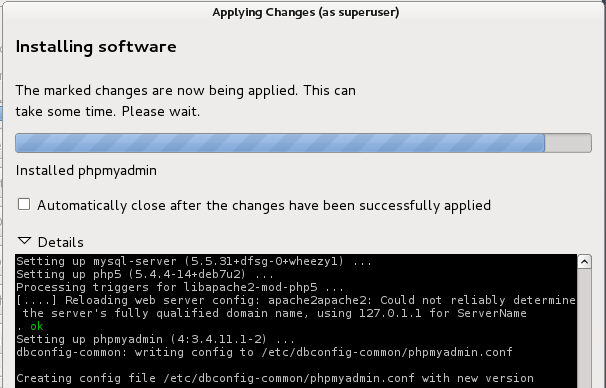 Applying Changes (as superuser)
Installing software
The marked changes are now being applied. This can
take some time. Please wait.
Installed phpmyadmin
Automatically close after the changes have been successfully applied
Details
Setting up mysql-server (5.5.31+dfsg-0+wheezy1) ...
Setting up php5 (5.4.4-14+deb7u2) ...
Processing triggers for libapache2-mod-php5 ...
[....] Reloading web server config: apache2apache2: Could not reliably determine
the server's fully qualified domain name, using 127.0.1.1 for ServerName
. ok
Setting up phpmyadmin (4:3.4.11.1-2) ...
dbconfig-common: writing config to /etc/dbconfig-common/phpmyadmin.conf
Creating config file /etc/dbconfig-common/phpmyadmin.conf with new version